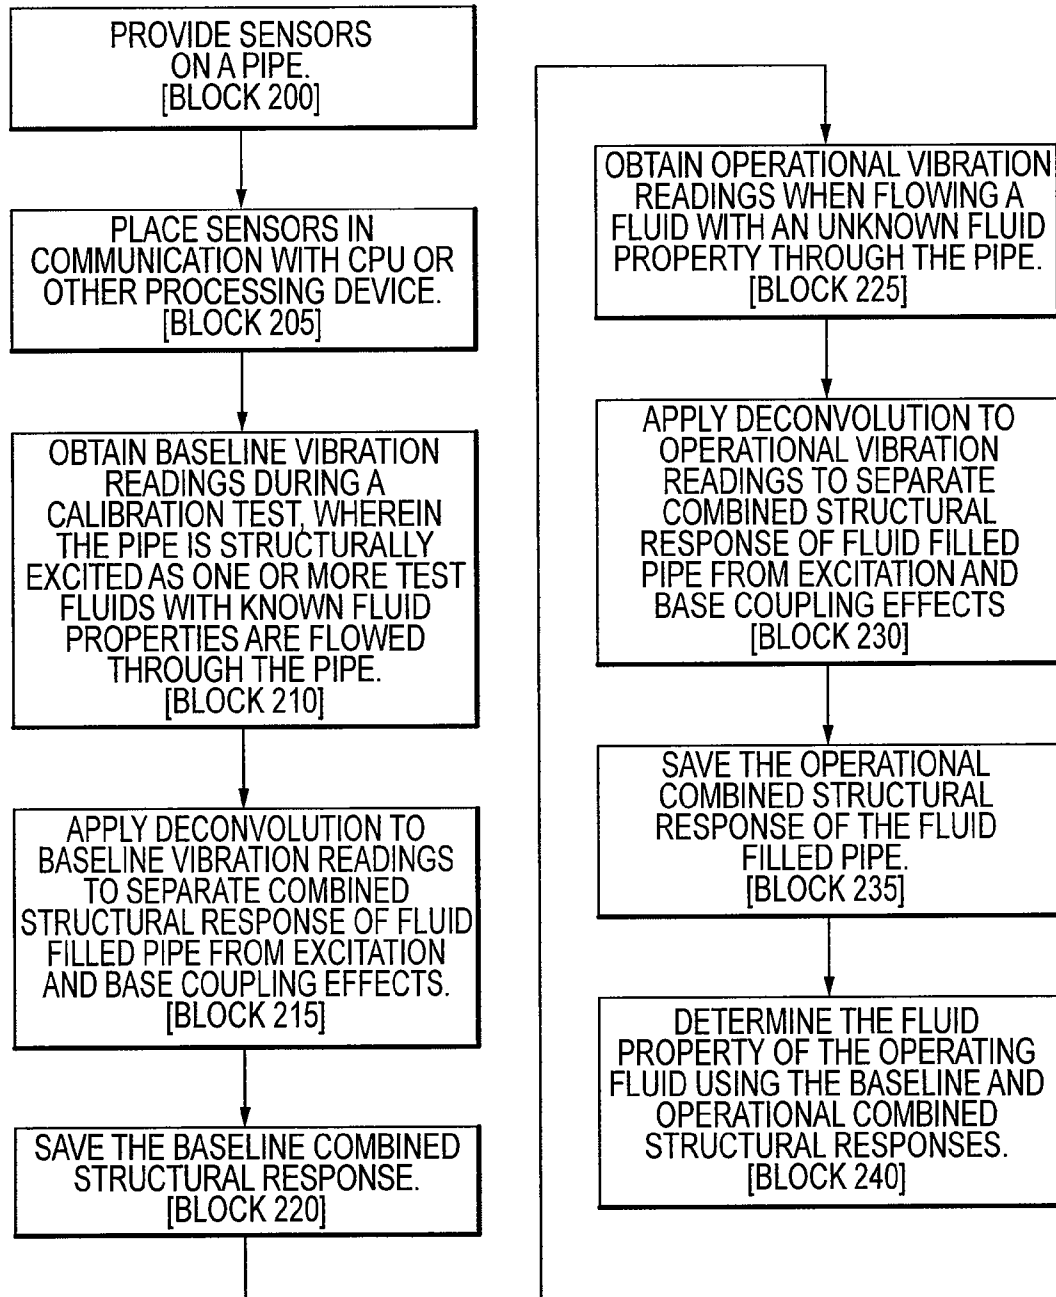 PROVIDE SENSORS
ON A PIPE.
[BLOCK 200]
PLACE SENSORS IN
COMMUNICATION WITH CPU OR
OTHER PROCESSING DEVICE.
[BLOCK 205]
OBTAIN BASELINE VIBRATION
READINGS DURING A
CALIBRATION TEST, WHEREIN
THE PIPE IS STRUCTURALLY
EXCITED AS ONE OR MORE TEST
FLUIDS WITH KNOWN FLUID
PROPERTIES ARE FLOWED
THROUGH THE PIPE.
[BLOCK 210]
APPLY DECONVOLUTION TO
BASELINE VIBRATION READINGS
TO SEPARATE COMBINED
STRUCTURAL RESPONSE OF FLUID
FILLED PIPE FROM EXCITATION
AND BASE COUPLING EFFECTS.
[BLOCK 215]
SAVE THE BASELINE COMBINED
STRUCTURAL RESPONSE.
[BLOCK 220]
OBTAIN OPERATIONAL VIBRATION
READINGS WHEN FLOWING A
FLUID WITH AN UNKNOWN FLUID
PROPERTY THROUGH THE PIPE.
[BLOCK 225]
APPLY DECONVOLUTION TO
OPERATIONAL VIBRATION
READINGS TO SEPARATE
COMBINED STRUCTURAL
RESPONSE OF FLUID FILLED
PIPE FROM EXCITATION AND
BASE COUPLING EFFECTS
[BLOCK 230]
SAVE THE OPERATIONAL
COMBINED STRUCTURAL
RESPONSE OF THE FLUID
FILLED PIPE.
[BLOCK 235]
DETERMINE THE FLUID
PROPERTY OF THE OPERATING
FLUID USING THE BASELINE AND
OPERATIONAL COMBINED
STRUCTURAL RESPONSES.
[BLOCK 240]